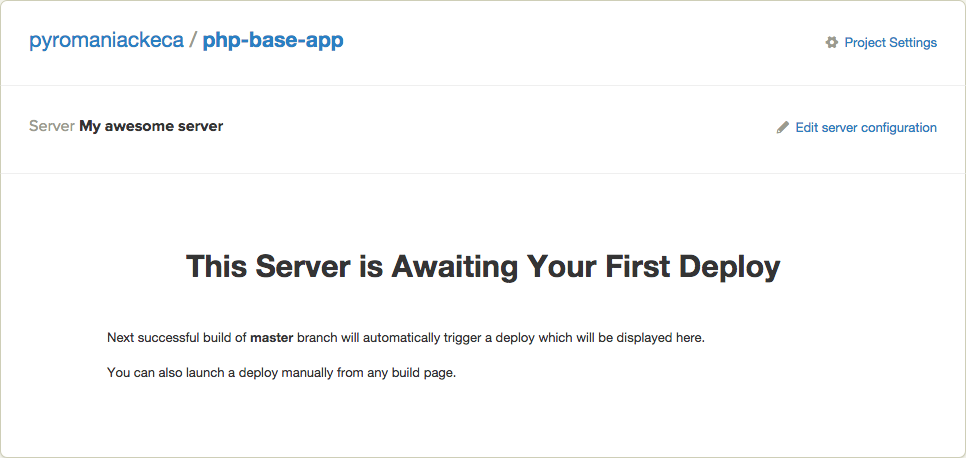 pyromaniackeca / php-base-app
Project Settings
Server My awesome server
Edit server configuration
This Server is Awaiting Your First Deploy
Next successful build of master branch will automatically trigger a deploy which will be displayed here.
You can also launch a deploy manually from any build page.